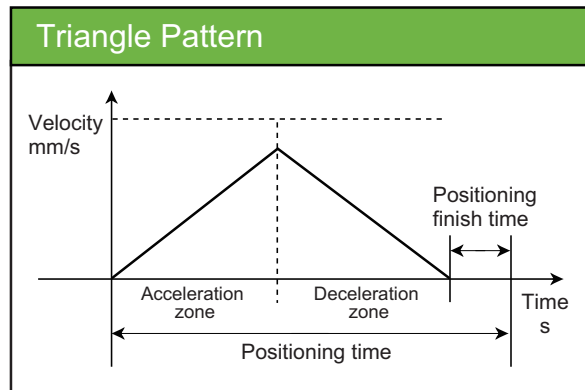 Triangle Pattern
Velocity
mm/s
Positioning
finish time
Acceleration
zone
Deceleration
zone
Time
s
Positioning time